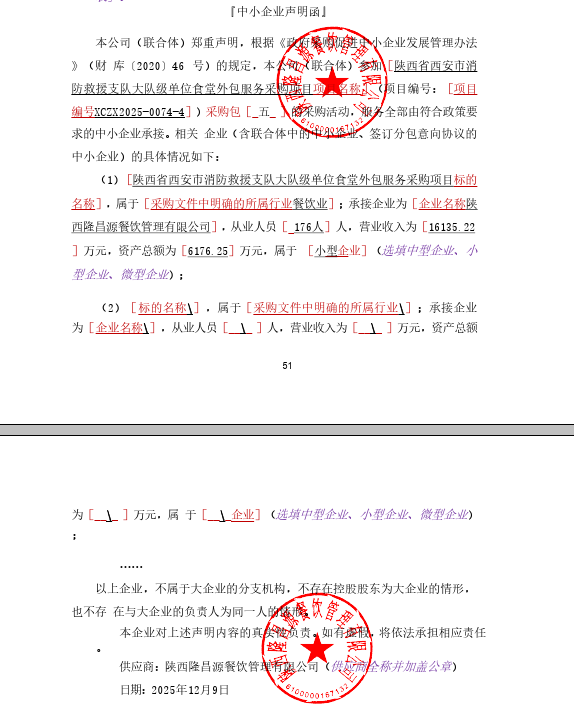 『中小企业声明函』
本公司（联合体）郑重声明，根据《政府采购促进中小企业发展管理办法
》（财 库〔2020〕46 号）的规定，本公司（联合体）参加［陕西省西安市消
防救援支队大队级单位食堂外包服务采购项目项目名称］（项目编号：［项目
编号XCZX2025-0074-4］）采购包［ 五 ］的采购活动，服务全部由符合政策要
求的中小企业承接。相关 企业（含联合体中的中小企业、签订分包意向协议的
中小企业）的具体情况如下：
（1）［陕西省西安市消防救援支队大队级单位食堂外包服务采购项目标的
名称］，属于［采购文件中明确的所属行业餐饮业］；承接企业为［企业名称陕
西隆昌源餐饮管理有限公司］，从业人员［ 176人］人，营业收入为［16135.22
］万元，资产总额为［6176.25］万元，属于 ［小型企业］（选填中型企业、小
型企业、微型企业）；
（2）［标的名称\］，属于［采购文件中明确的所属行业\］；承接企业
为［企业名称\］，从业人员［ \ ］人，营业收入为［ \ ］万元，资产总额
51
为［ \ ］万元，属 于［ \ 企业］（选填中型企业、小型企业、微型企业）
；
……
以上企业，不属于大企业的分支机构，不存在控股股东为大企业的情形，
也不存 在与大企业的负责人为同一人的情形。
本企业对上述声明内容的真实性负责。如有虚假，将依法承担相应责任
。
供应商：陕西隆昌源餐饮管理有限公司（供应商全称并加盖公章）
日期：2025年12月9日
陕西隆昌源餐饮管理有限公司
6100000167132